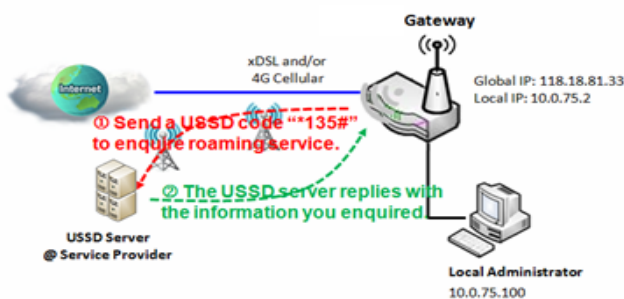 Gateway
xDSL and/or
4G Cellular
Internet
Global IP: 118.18.81.33
Local IP: 10.0.75.2
① Send a USSD code “*135#”
to enquire roaming service.
② The USSD server replies with
the information you enquired.
USSD Server
@ Service Provider
Local Administrator
10.0.75.100